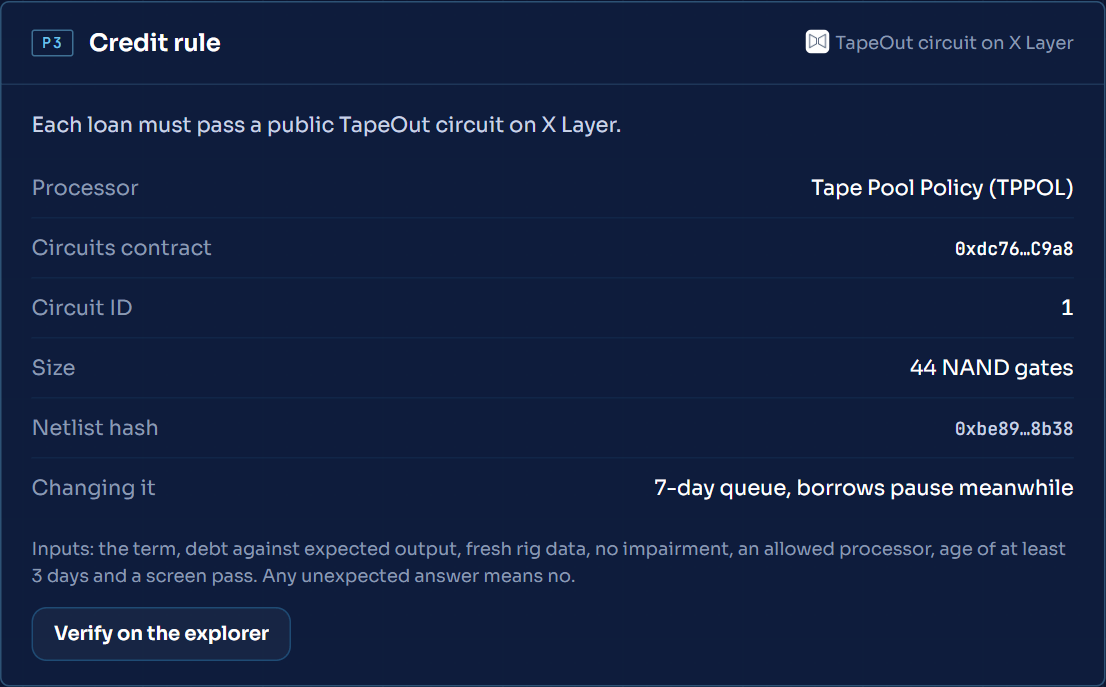 P3 Credit rule TapeOut circuit on X Layer
Each loan must pass a public TapeOut circuit on X Layer.
Processor Tape Pool Policy (TPPOL)
Circuits contract 0xdc76…C9a8
Circuit ID 1
Size 44 NAND gates
Netlist hash 0xbe89…8b38
Changing it 7-day queue, borrows pause meanwhile
Inputs: the term, debt against expected output, fresh rig data, no impairment, an allowed processor, age of at least
3 days and a screen pass. Any unexpected answer means no.
Verify on the explorer